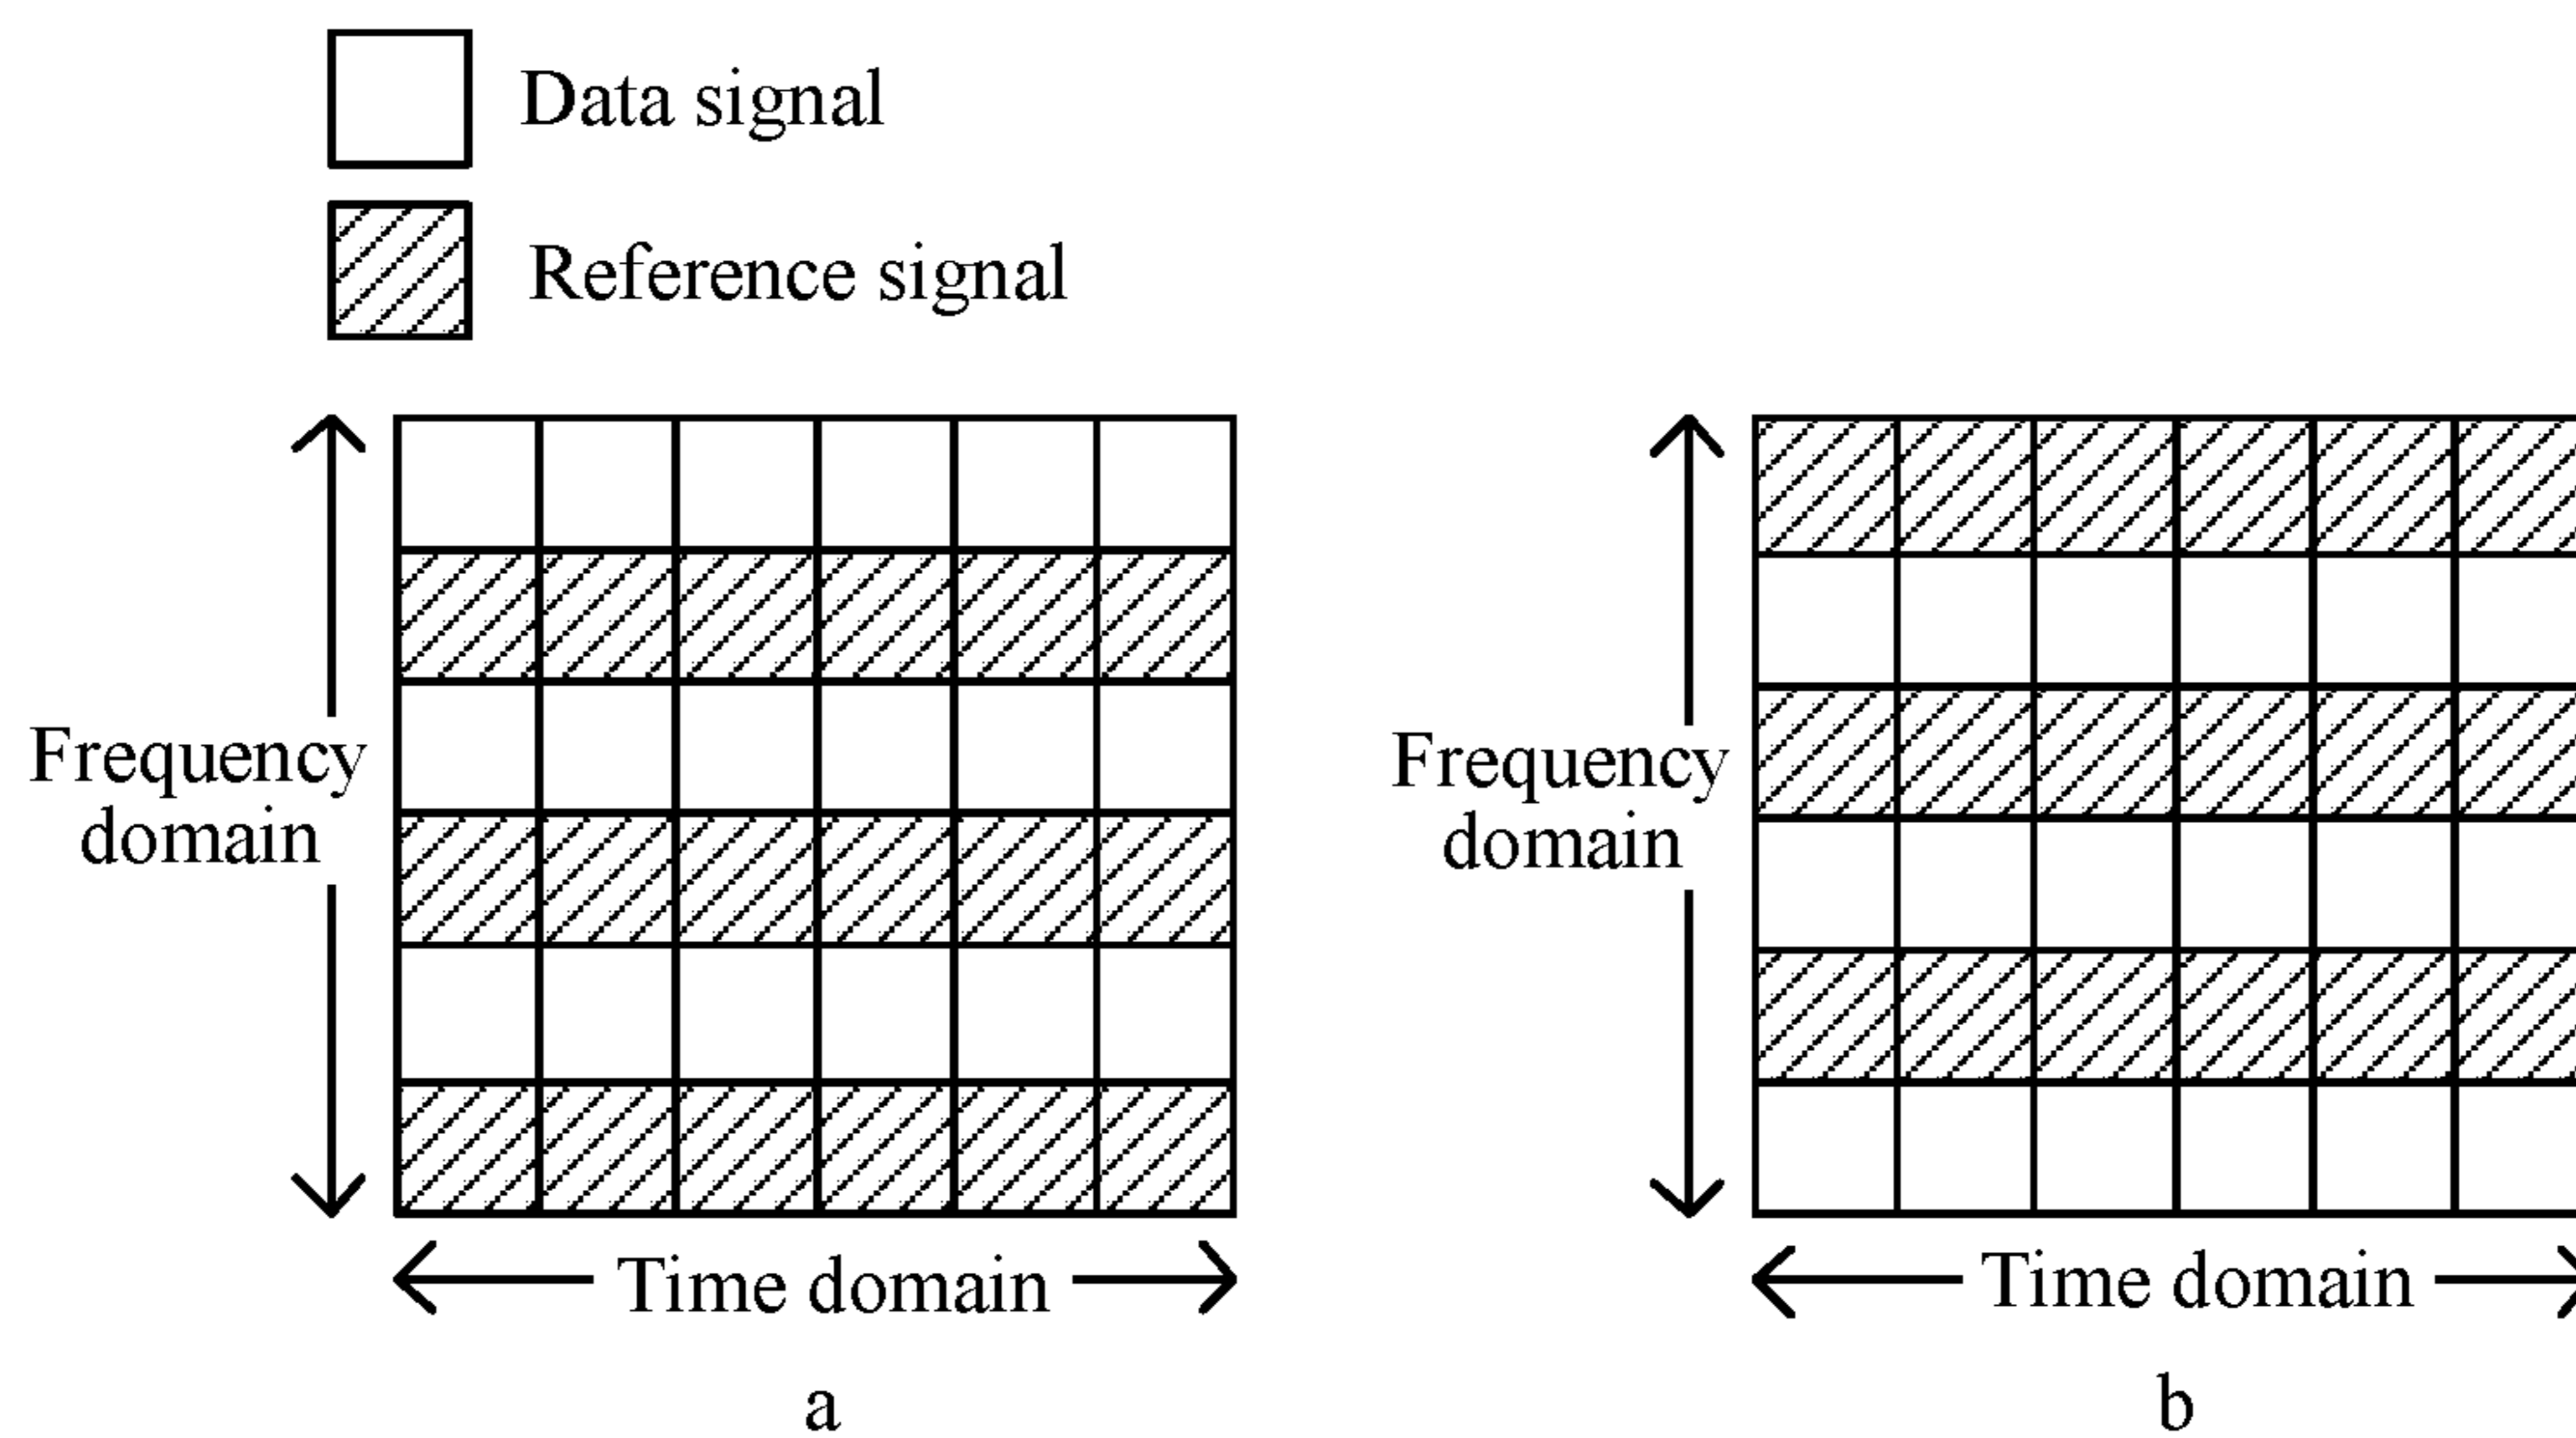 Data signal
Reference signal
Frequency
domain
Time domain
a
Frequency
domain
Time domain
b